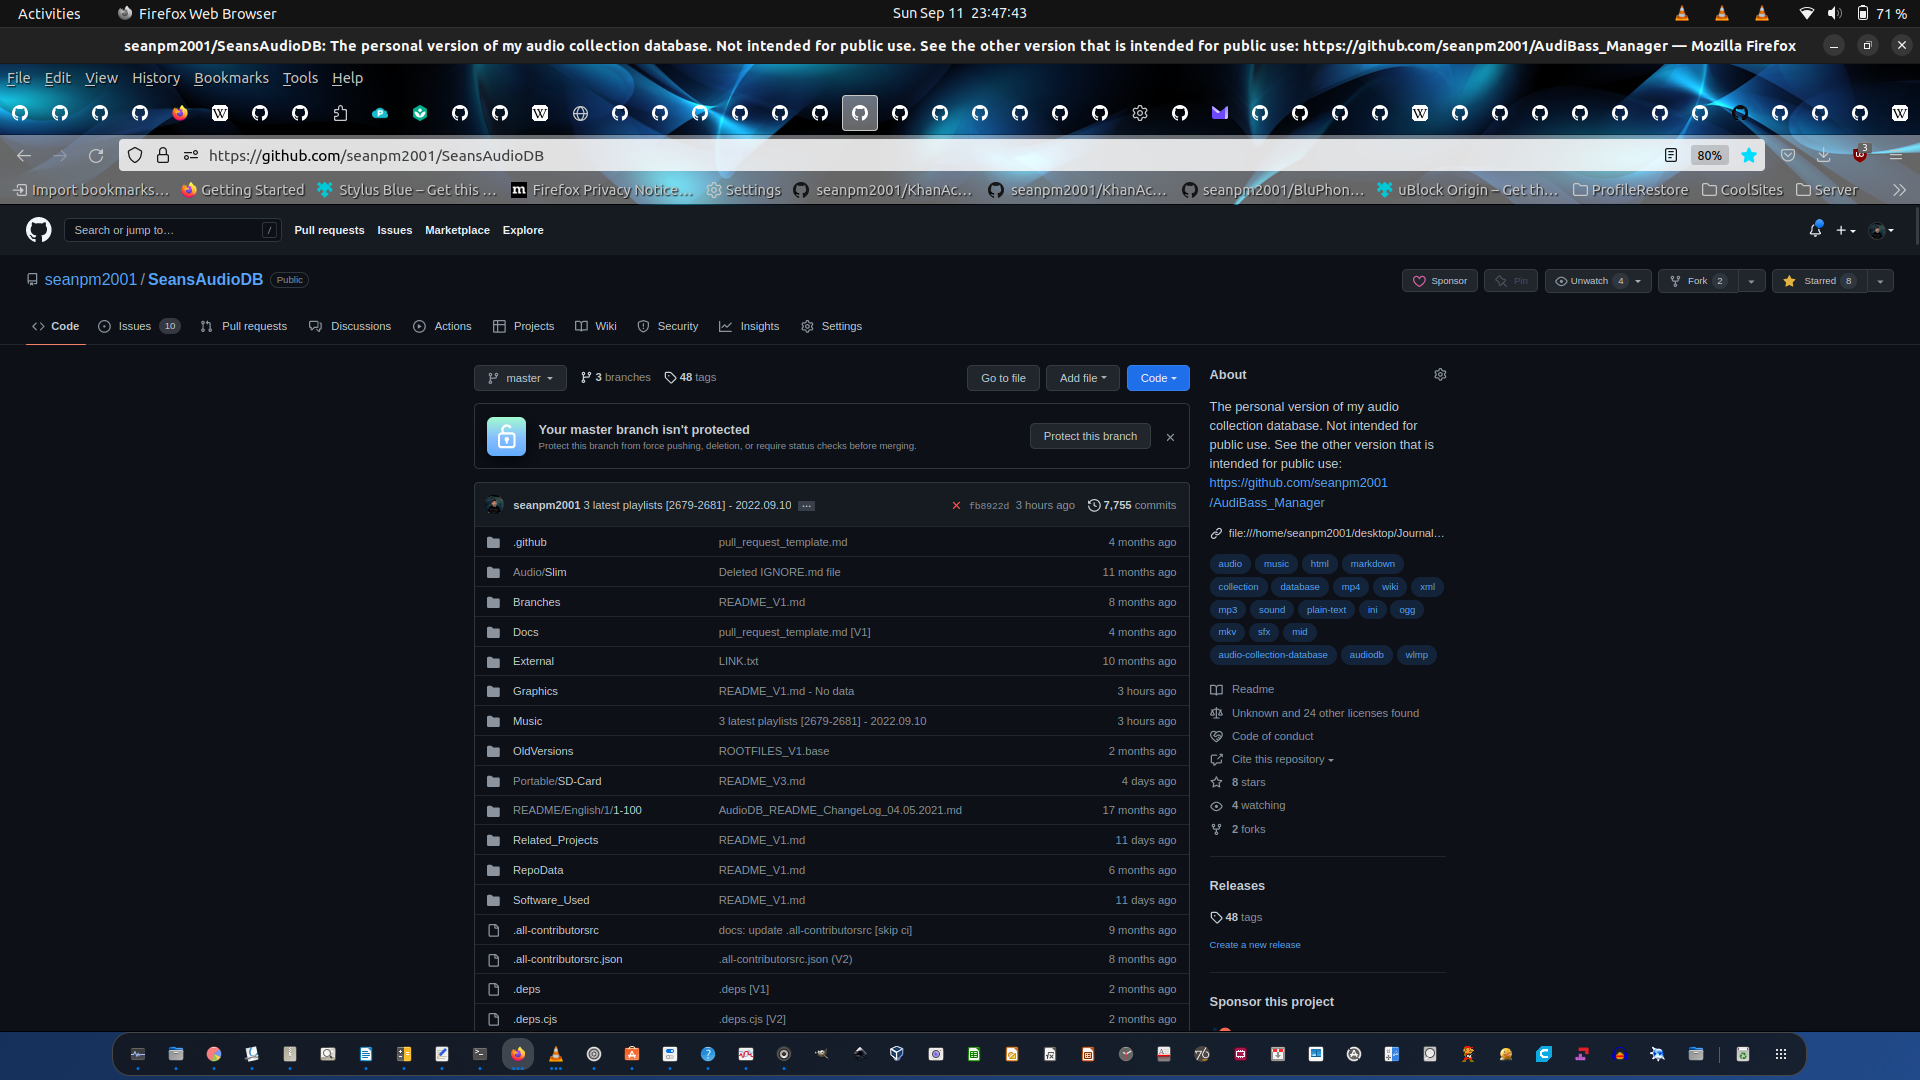 Activities Firefox Web Browser Sun Sep 11 23:47:43 71 %
seanpm2001/SeansAudioDB: The personal version of my audio collection database. Not intended for public use. See the other version that is intended for public use: https://github.com/seanpm2001/AudiBass_Manager — Mozilla Firefox
File Edit View History Bookmarks Tools Help
https://github.com/seanpm2001/SeansAudioDB 80% 3
Import bookmarks… Getting Started Stylus Blue – Get this … Firefox Privacy Notice… Settings seanpm2001/KhanAc… seanpm2001/KhanAc… seanpm2001/BluPhon… uBlock Origin – Get th… ProfileRestore CoolSites Server
Search or jump to… / Pull requests Issues Marketplace Explore
seanpm2001 / SeansAudioDB Public Sponsor Pin Unwatch 4 Fork 2 Starred 8
Code Issues 10 Pull requests Discussions Actions Projects Wiki Security Insights Settings
master 3 branches 48 tags Go to file Add file Code
Your master branch isn't protected
Protect this branch from force pushing, deletion, or require status checks before merging.
Protect this branch
seanpm2001 3 latest playlists [2679-2681] - 2022.09.10 … fb8922d 3 hours ago 7,755 commits
.github pull_request_template.md 4 months ago
Audio/Slim Deleted IGNORE.md file 11 months ago
Branches README_V1.md 8 months ago
Docs pull_request_template.md [V1] 4 months ago
External LINK.txt 10 months ago
Graphics README_V1.md - No data 3 hours ago
Music 3 latest playlists [2679-2681] - 2022.09.10 3 hours ago
OldVersions ROOTFILES_V1.base 2 months ago
Portable/SD-Card README_V3.md 4 days ago
README/English/1/1-100 AudioDB_README_ChangeLog_04.05.2021.md 17 months ago
Related_Projects README_V1.md 11 days ago
RepoData README_V1.md 6 months ago
Software_Used README_V1.md 11 days ago
.all-contributorsrc docs: update .all-contributorsrc [skip ci] 9 months ago
.all-contributorsrc.json .all-contributorsrc.json (V2) 8 months ago
.deps .deps [V1] 2 months ago
.deps.cjs .deps.cjs [V2] 2 months ago
About
The personal version of my audio
collection database. Not intended for
public use. See the other version that is
intended for public use:
https://github.com/seanpm2001
/AudiBass_Manager
file:///home/seanpm2001/desktop/Journal…
audio music html markdown
collection database mp4 wiki xml
mp3 sound plain-text ini ogg
mkv sfx mid
audio-collection-database audiodb wlmp
Readme
Unknown and 24 other licenses found
Code of conduct
Cite this repository
8 stars
4 watching
2 forks
Releases
48 tags
Create a new release
Sponsor this project